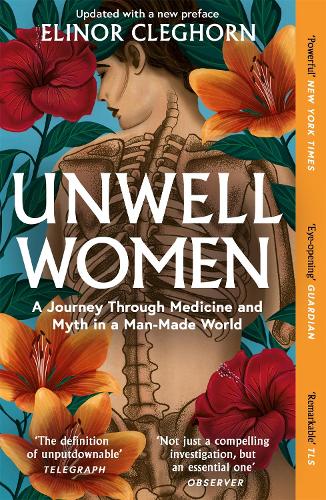 Updated with a new preface
ELINOR CLEGHORN
UNWELL
WOMEN
A Journey Through Medicine and
Myth in a Man-Made World
‘The definition
of unputdownable’
TELEGRAPH
‘Not just a compelling
investigation, but
an essential one’
OBSERVER
‘Powerful’ NEW YORK TIMES
‘Eye-opening’ GUARDIAN
‘Remarkable’ TLS